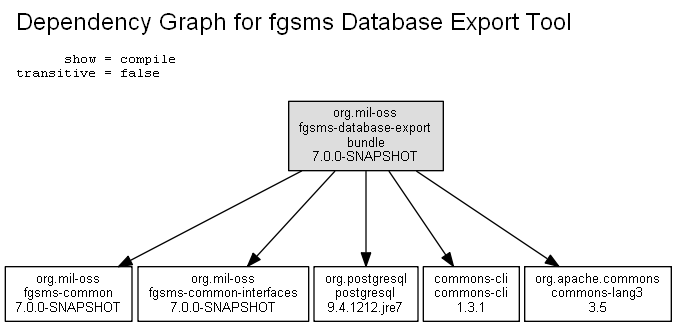 Dependency Graph for fgsms Database Export Tool
show = compile
transitive = false
org.mil-oss
fgsms-database-export
bundle
7.0.0-SNAPSHOT
org.mil-oss
fgsms-common
7.0.0-SNAPSHOT
org.mil-oss
fgsms-common-interfaces
7.0.0-SNAPSHOT
org.postgresql
postgresql
9.4.1212.jre7
commons-cli
commons-cli
1.3.1
org.apache.commons
commons-lang3
3.5